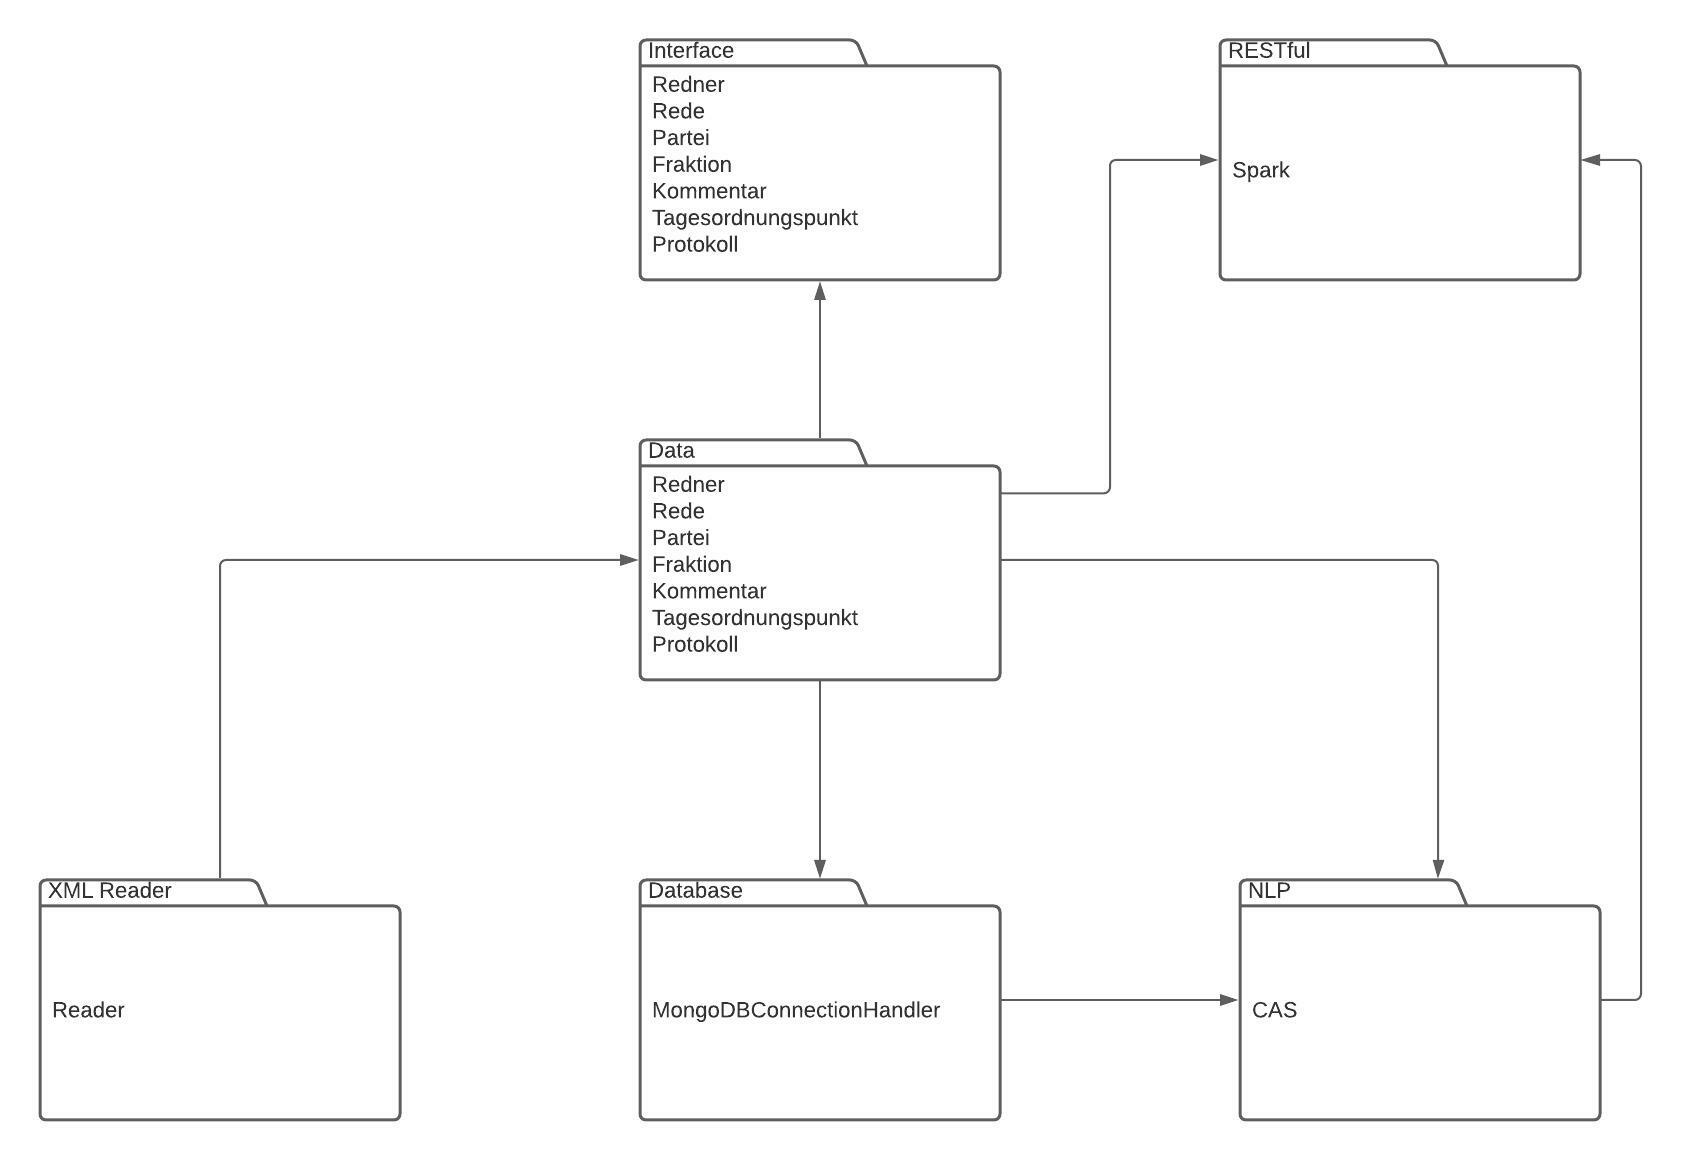 Interface
Redner
Rede
Partei
Fraktion
Kommentar
Tagesordnungspunkt
Protokoll
RESTful
Spark
Data
Redner
Rede
Partei
Fraktion
Kommentar
Tagesordnungspunkt
Protokoll
XML Reader
Reader
Database
MongoDBConnectionHandler
NLP
CAS